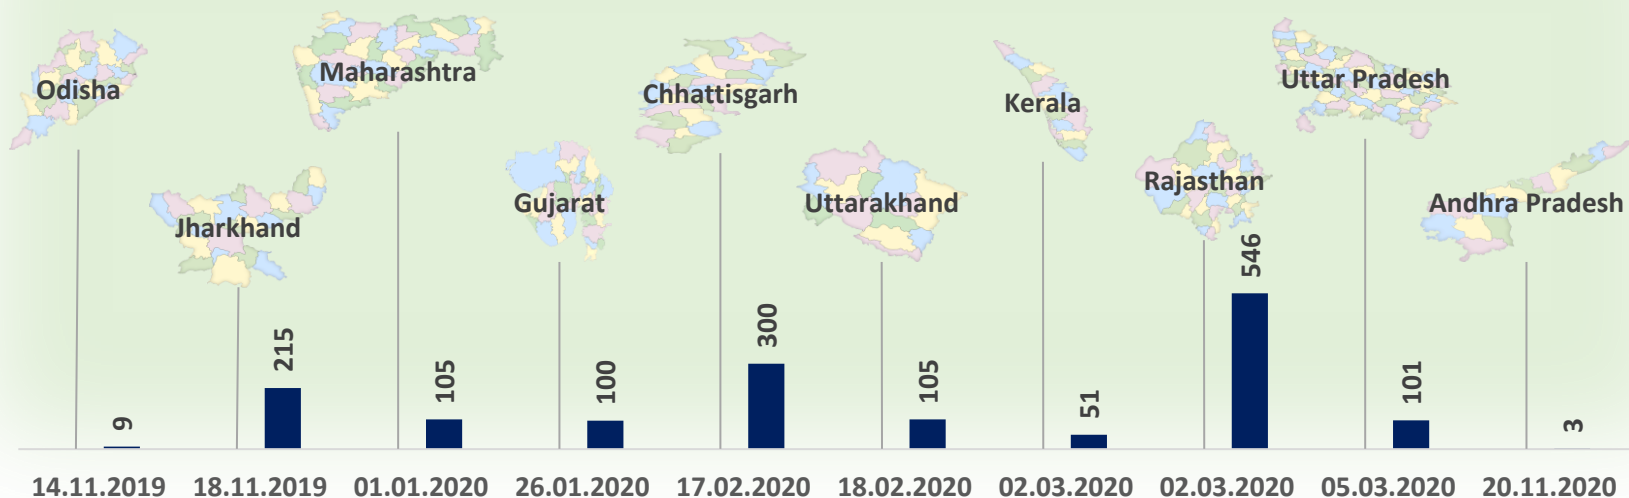 Odisha
Maharashtra
Chhattisgarh
Kerala
Uttar Pradesh
Jharkhand
Gujarat
Uttarakhand
Rajasthan
Andhra Pradesh
9
215
105
100
300
105
51
546
101
3
14.11.2019
18.11.2019
01.01.2020
26.01.2020
17.02.2020
18.02.2020
02.03.2020
02.03.2020
05.03.2020
20.11.2020